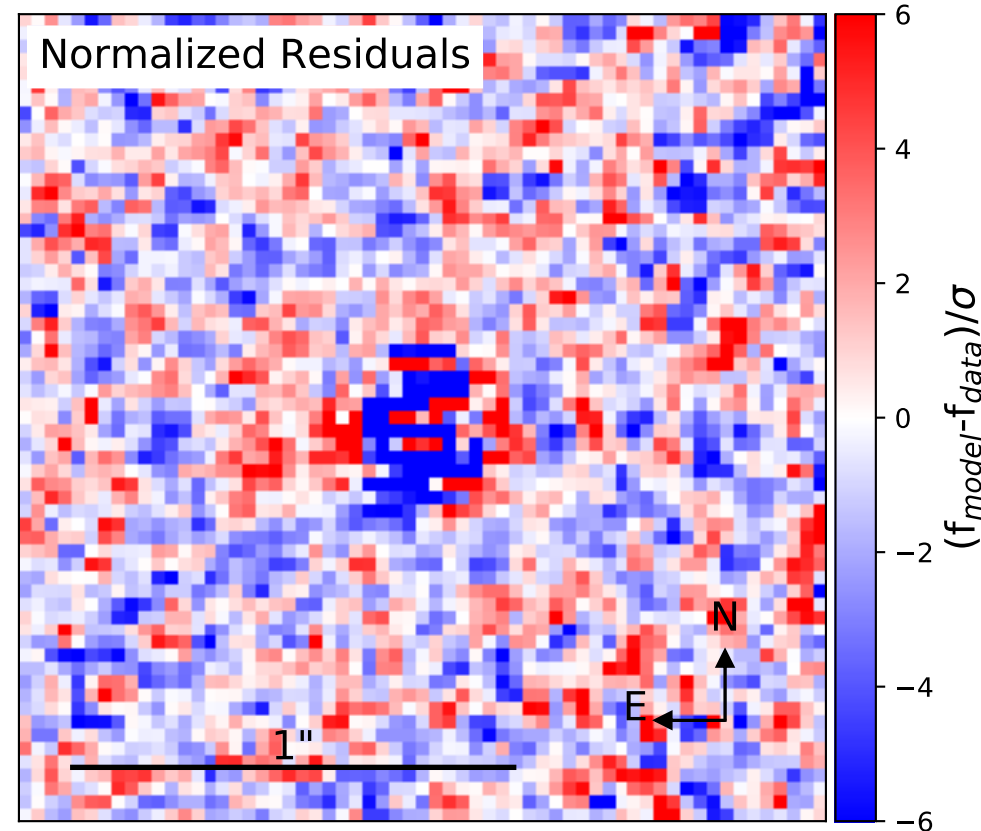 Normalized Residuals
6
4
2
0
−2
−4
−6
(f_model-f_data)/σ
N
E
1"